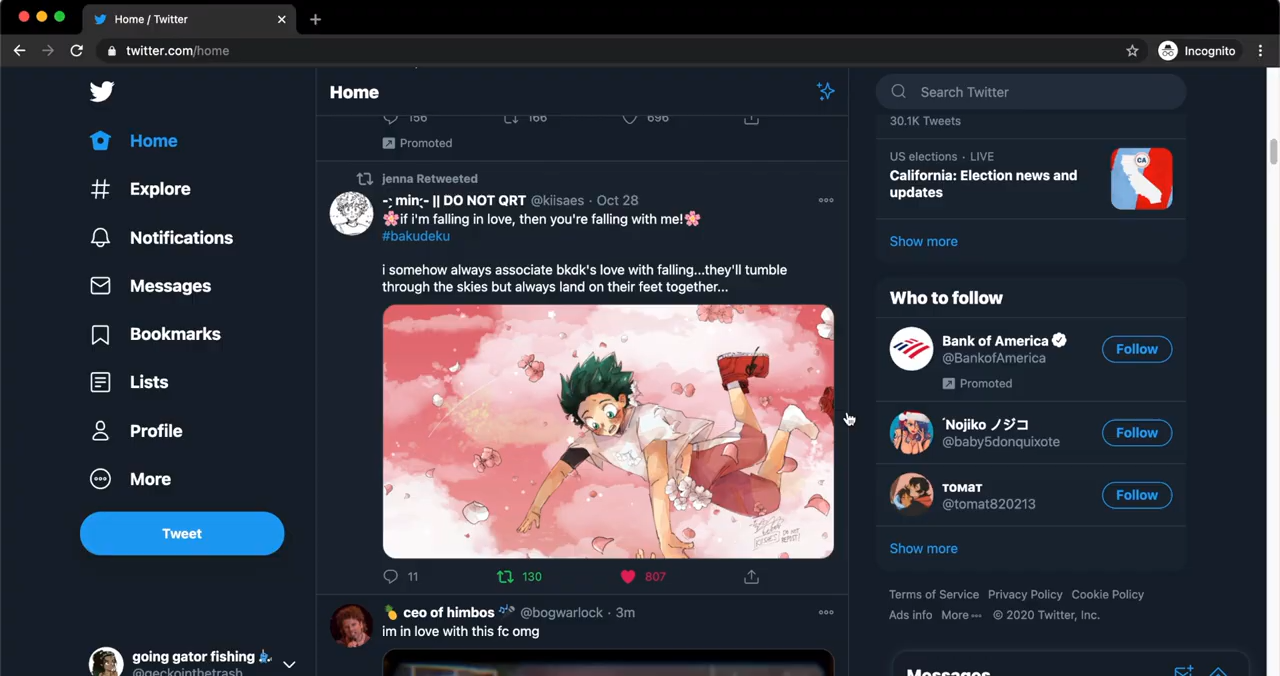 Home / Twitter
twitter.com/home
Incognito
Home
Explore
Notifications
Messages
Bookmarks
Lists
Profile
More
Tweet
going gator fishing
@geckointhetrash
Home
156 166 696
Promoted
jenna Retweeted
-ˏ min ˎ- || DO NOT QRT @kiisaes · Oct 28
🌸if i'm falling in love, then you're falling with me!🌸
#bakudeku
i somehow always associate bkdk's love with falling...they'll tumble
through the skies but always land on their feet together...
11 130 807
🍍 ceo of himbos @bogwarlock · 3m
im in love with this fc omg
Search Twitter
30.1K Tweets
US elections · LIVE
California: Election news and
updates
CA
Show more
Who to follow
Bank of America
@BankofAmerica
Follow
Promoted
´Nojiko ノジコ
@baby5donquixote
Follow
ᴛᴏᴍᴀᴛ
@tomat820213
Follow
Show more
Terms of Service Privacy Policy Cookie Policy
Ads info More ··· © 2020 Twitter, Inc.
Messages